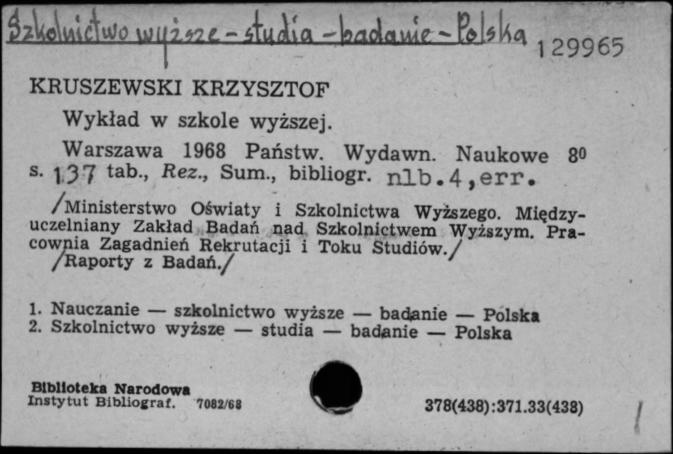 Szkolnictwo wyższe – studia – badanie – Polska
129965
KRUSZEWSKI KRZYSZTOF
Wykład w szkole wyższej.
Warszawa 1968 Państw. Wydawn. Naukowe 8⁰
s. 137 tab., Rez., Sum., bibliogr. nlb.4,err.
/Ministerstwo Oświaty i Szkolnictwa Wyższego. Między-
uczelniany Zakład Badań nad Szkolnictwem Wyższym. Pra-
cownia Zagadnień Rekrutacji i Toku Studiów./
/Raporty z Badań./
1. Nauczanie — szkolnictwo wyższe — badanie — Polska
2. Szkolnictwo wyższe — studia — badanie — Polska
Biblioteka Narodowa
Instytut Bibliograf. 7082/68
378(438):371.33(438)